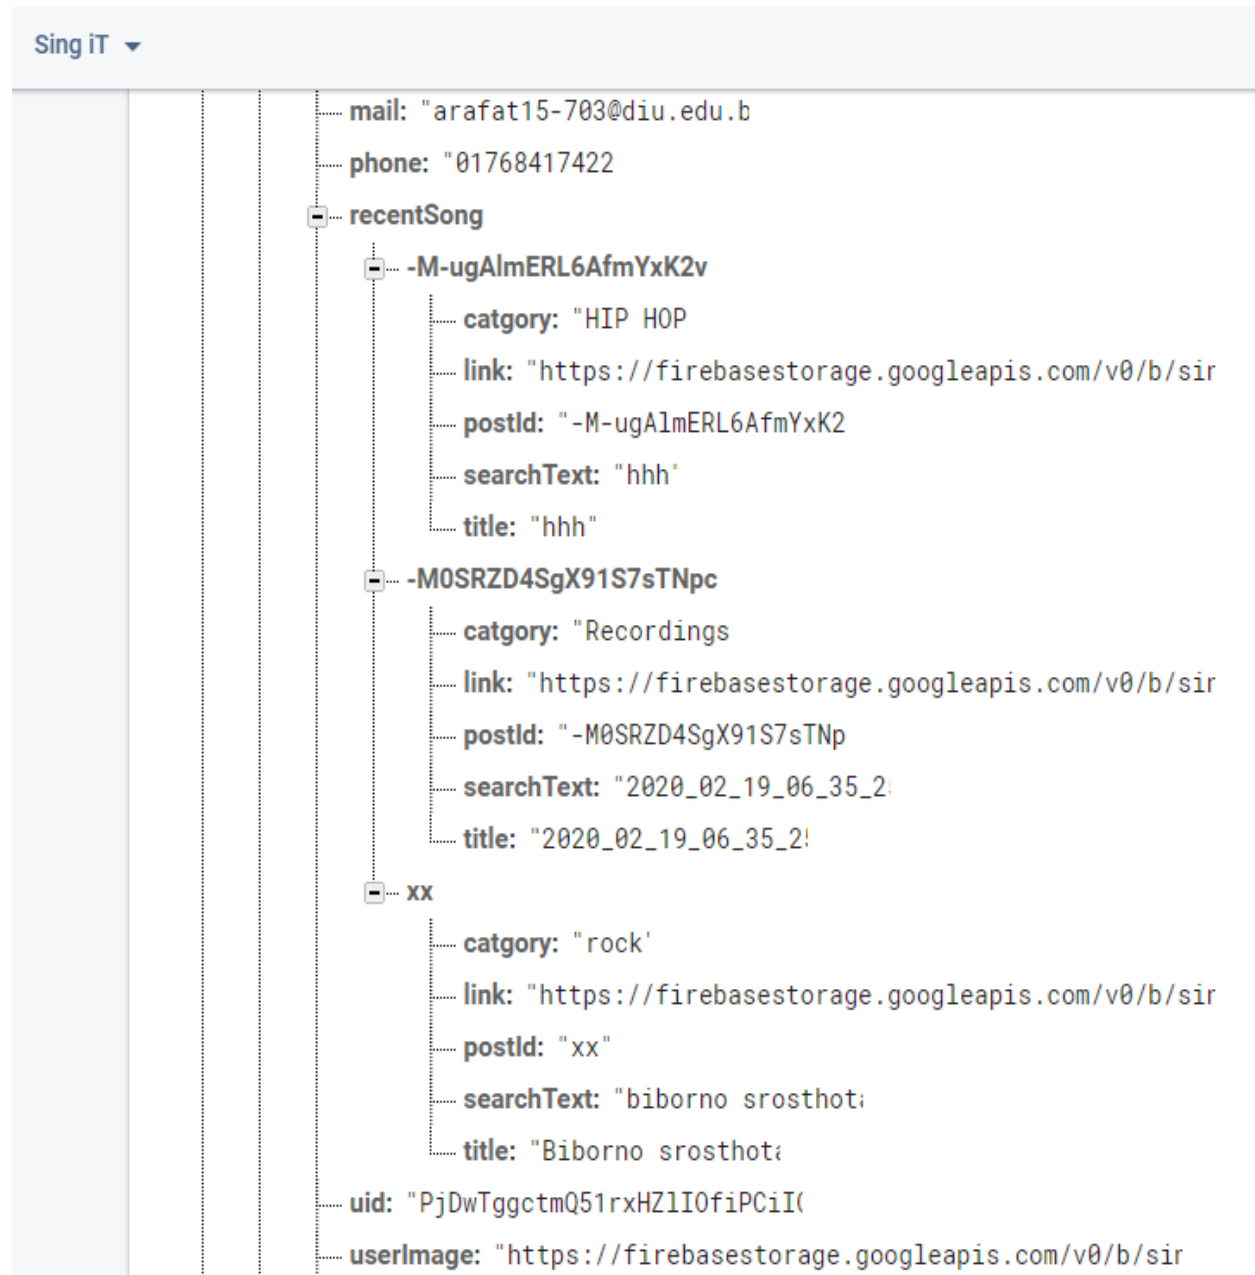 Sing iT
mail: "arafat15-703@diu.edu.b
phone: "01768417422
recentSong
-M-ugAlmERL6AfmYxK2v
catgory: "HIP HOP
link: "https://firebasestorage.googleapis.com/v0/b/sir
postId: "-M-ugAlmERL6AfmYxK2
searchText: "hhh'
title: "hhh"
-M0SRZD4SgX91S7sTNpc
catgory: "Recordings
link: "https://firebasestorage.googleapis.com/v0/b/sir
postId: "-M0SRZD4SgX91S7sTNp
searchText: "2020_02_19_06_35_2
title: "2020_02_19_06_35_2
xx
catgory: "rock'
link: "https://firebasestorage.googleapis.com/v0/b/sir
postId: "xx"
searchText: "biborno srosthota
title: "Biborno srosthota
uid: "PjDwTggctmQ51rxHZlIOfiPCiI
userImage: "https://firebasestorage.googleapis.com/v0/b/sir